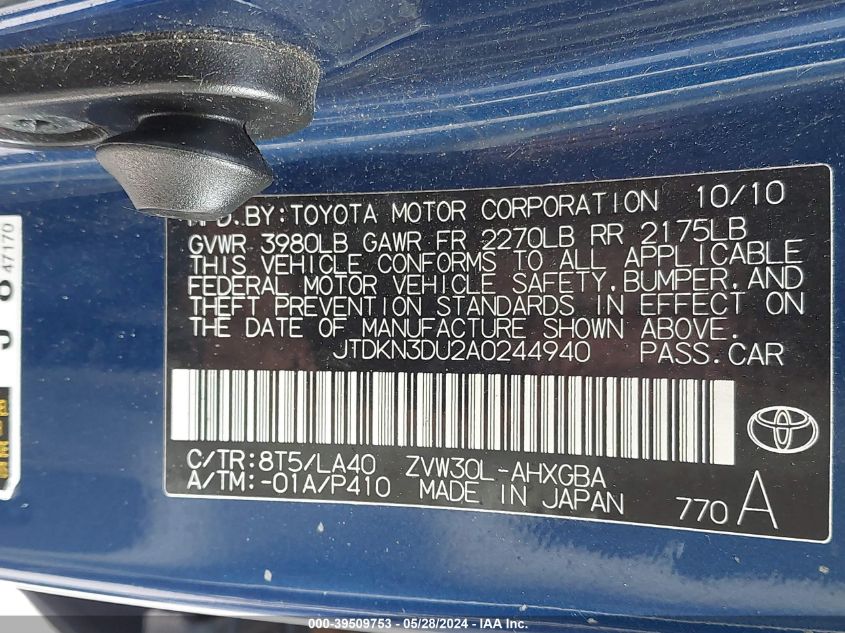 MFD.BY:TOYOTA MOTOR CORPORATION 10/10
GVWR 3980LB GAWR FR 2270LB RR 2175LB
THIS VEHICLE CONFORMS TO ALL APPLICABLE
FEDERAL MOTOR VEHICLE SAFETY,BUMPER,AND
THEFT PREVENTION STANDARDS IN EFFECT ON
THE DATE OF MANUFACTURE SHOWN ABOVE.
JTDKN3DU2A0244940 PASS.CAR
C/TR:8T5/LA40 ZVW30L-AHXGBA
A/TM:-01A/P410 MADE IN JAPAN 770 A
47170
000-39509753 - 05/28/2024 - IAA, Inc.